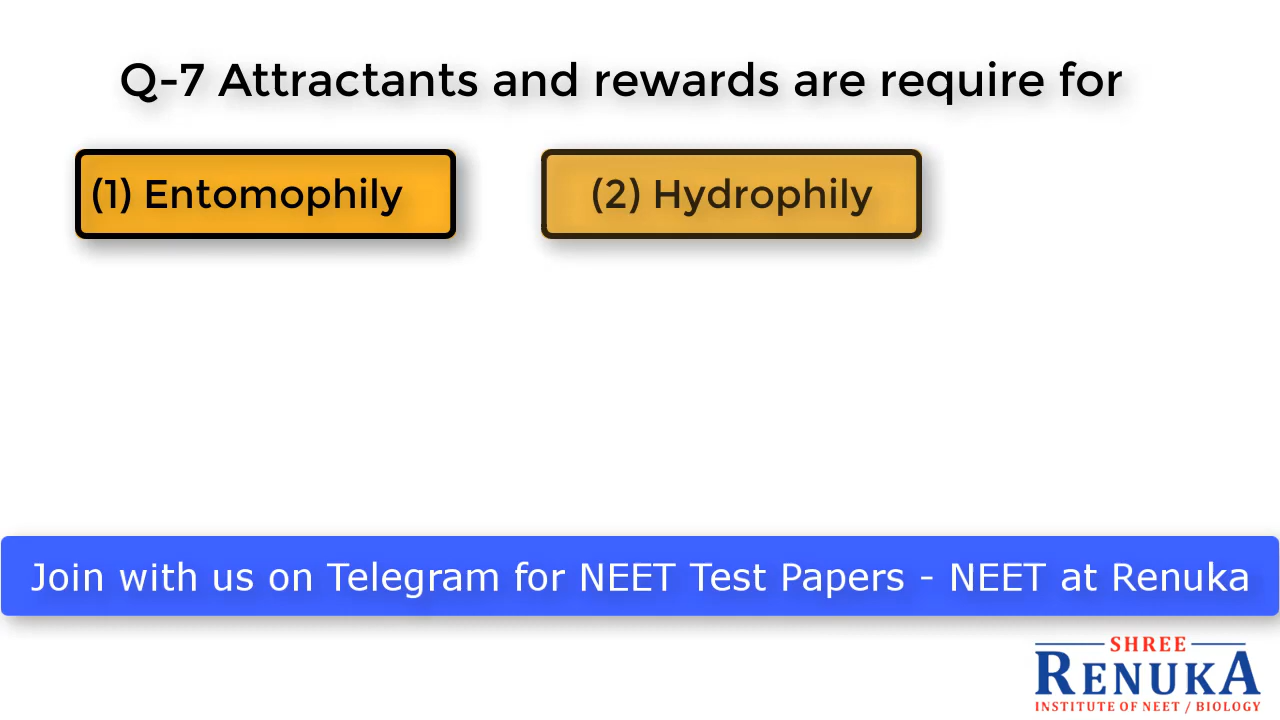 Q-7 Attractants and rewards are require for
(1) Entomophily
(2) Hydrophily
Join with us on Telegram for NEET Test Papers - NEET at Renuka
SHREE
RENUKA
INSTITUTE OF NEET / BIOLOGY